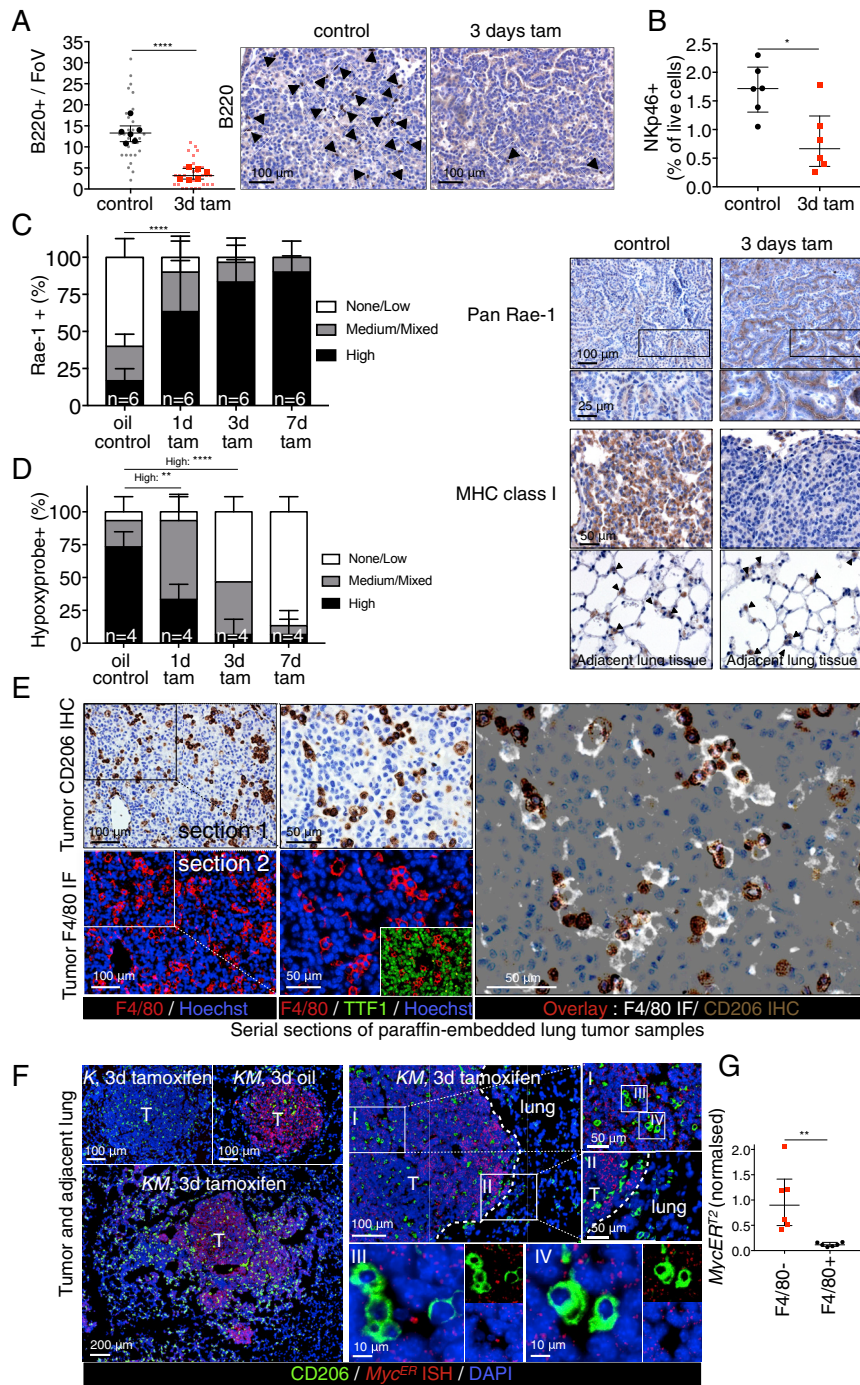 A
****
35
30
25
20
15
10
5
0
B220+ / FoV
control
3d tam
control
3 days tam
B220
100 µm
100 µm
B
*
2.5
2.0
1.5
1.0
0.5
0.0
NKp46+
(% of live cells)
control
3d tam
C
****
100
75
50
25
0
Rae-1 + (%)
n=6
n=6
n=6
n=6
oil control
1d tam
3d tam
7d tam
None/Low
Medium/Mixed
High
control
3 days tam
Pan Rae-1
100 µm
25 µm
MHC class I
50 µm
Adjacent lung tissue
Adjacent lung tissue
D
High: ****
High: **
100
75
50
25
0
Hypoxyprobe+ (%)
n=4
n=4
n=4
n=4
oil control
1d tam
3d tam
7d tam
None/Low
Medium/Mixed
High
E
Tumor CD206 IHC
100 µm
section 1
50 µm
Tumor F4/80 IF
section 2
100 µm
50 µm
50 µm
F4/80 / Hoechst
F4/80 / TTF1 / Hoechst
Overlay : F4/80 IF/ CD206 IHC
Serial sections of paraffin-embedded lung tumor samples
F
Tumor and adjacent lung
K, 3d tamoxifen
T
100 µm
KM, 3d oil
T
100 µm
KM, 3d tamoxifen
T
200 µm
KM, 3d tamoxifen
I
lung
T
II
100 µm
I
III
IV
50 µm
II
T
lung
50 µm
III
10 µm
IV
10 µm
CD206 / MycER ISH / DAPI
G
**
2.0
1.5
1.0
0.5
0.0
MycERT2 (normalised)
F4/80-
F4/80+